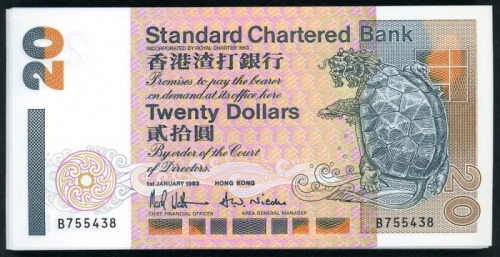 20
Standard Chartered Bank
INCORPORATED BY ROYAL CHARTER 1853
香港渣打銀行
Promises to pay the bearer
on demand at its office here
Twenty Dollars
貳拾圓
By order of the Court
of Directors.
1st JANUARY 1993 HONG KONG
CHIEF FINANCIAL OFFICER AREA GENERAL MANAGER
B755438
B755438
20